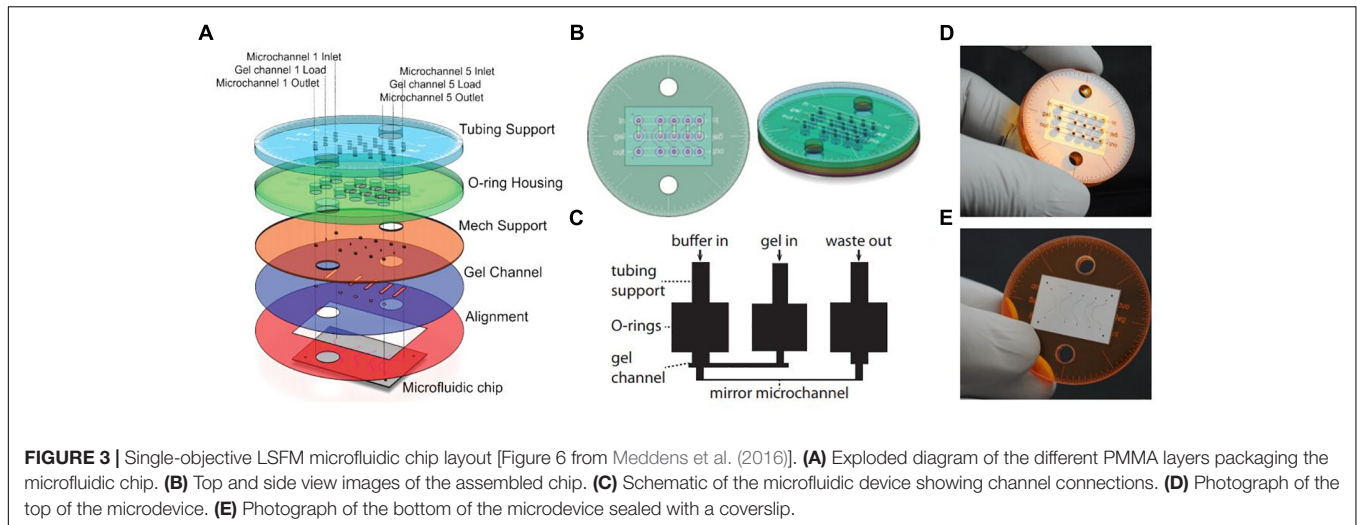 A
Microchannel 1 Inlet
Gel channel 1 Load
Microchannel 1 Outlet
Microchannel 5 Inlet
Gel channel 5 Load
Microchannel 5 Outlet
Tubing Support
O-ring Housing
Mech Support
Gel Channel
Alignment
Microfluidic chip
B
in
gel
out
C
buffer in
gel in
waste out
tubing
support
O-rings
gel
channel
mirror microchannel
D
E
FIGURE 3 | Single-objective LSFM microfluidic chip layout [Figure 6 from Meddens et al. (2016)]. (A) Exploded diagram of the different PMMA layers packaging the
microfluidic chip. (B) Top and side view images of the assembled chip. (C) Schematic of the microfluidic device showing channel connections. (D) Photograph of the
top of the microdevice. (E) Photograph of the bottom of the microdevice sealed with a coverslip.